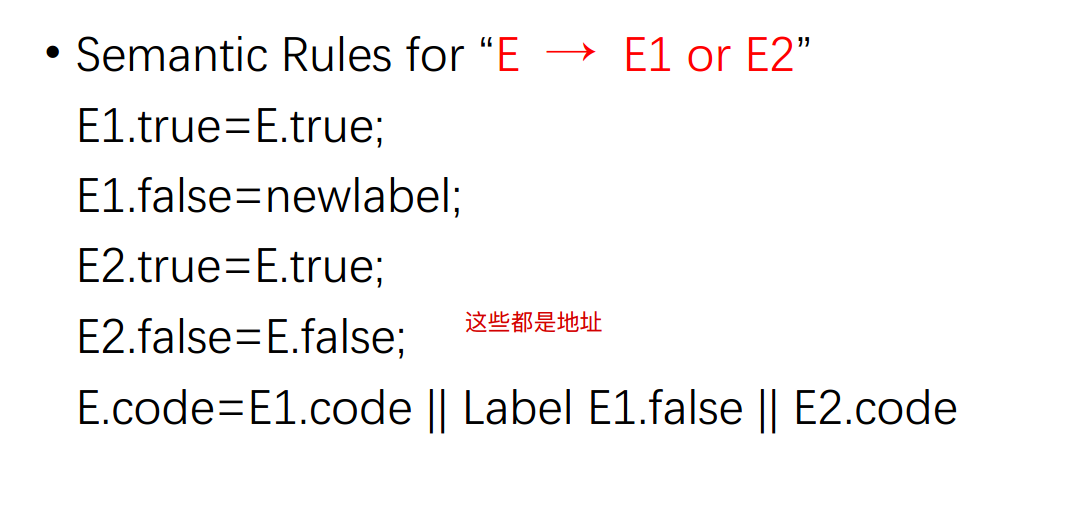 • Semantic Rules for “E → E1 or E2”
E1.true=E.true;
E1.false=newlabel;
E2.true=E.true;
E2.false=E.false;
这些都是地址
E.code=E1.code || Label E1.false || E2.code